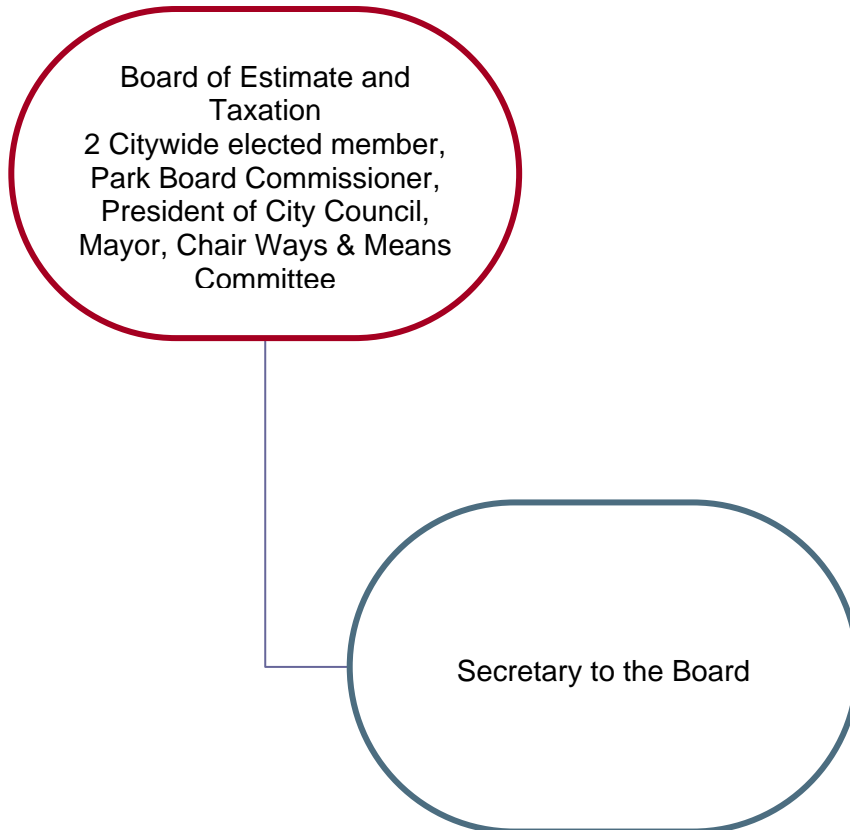 Board of Estimate and
Taxation
2 Citywide elected member,
Park Board Commissioner,
President of City Council,
Mayor, Chair Ways & Means
Committee
Secretary to the Board